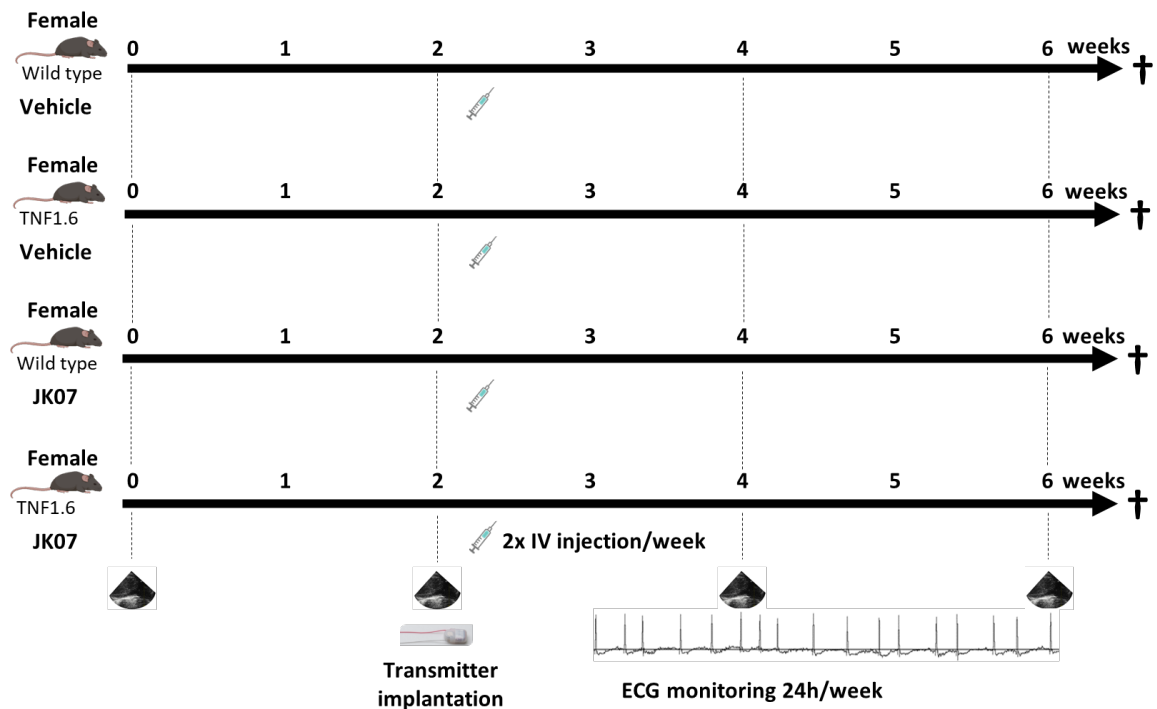 Female
0 1 2 3 4 5 6 weeks
Wild type
Vehicle
Female
0 1 2 3 4 5 6 weeks
TNF1.6
Vehicle
Female
0 1 2 3 4 5 6 weeks
Wild type
JK07
Female
0 1 2 3 4 5 6 weeks
TNF1.6
JK07
2x IV injection/week
Transmitter
implantation
ECG monitoring 24h/week